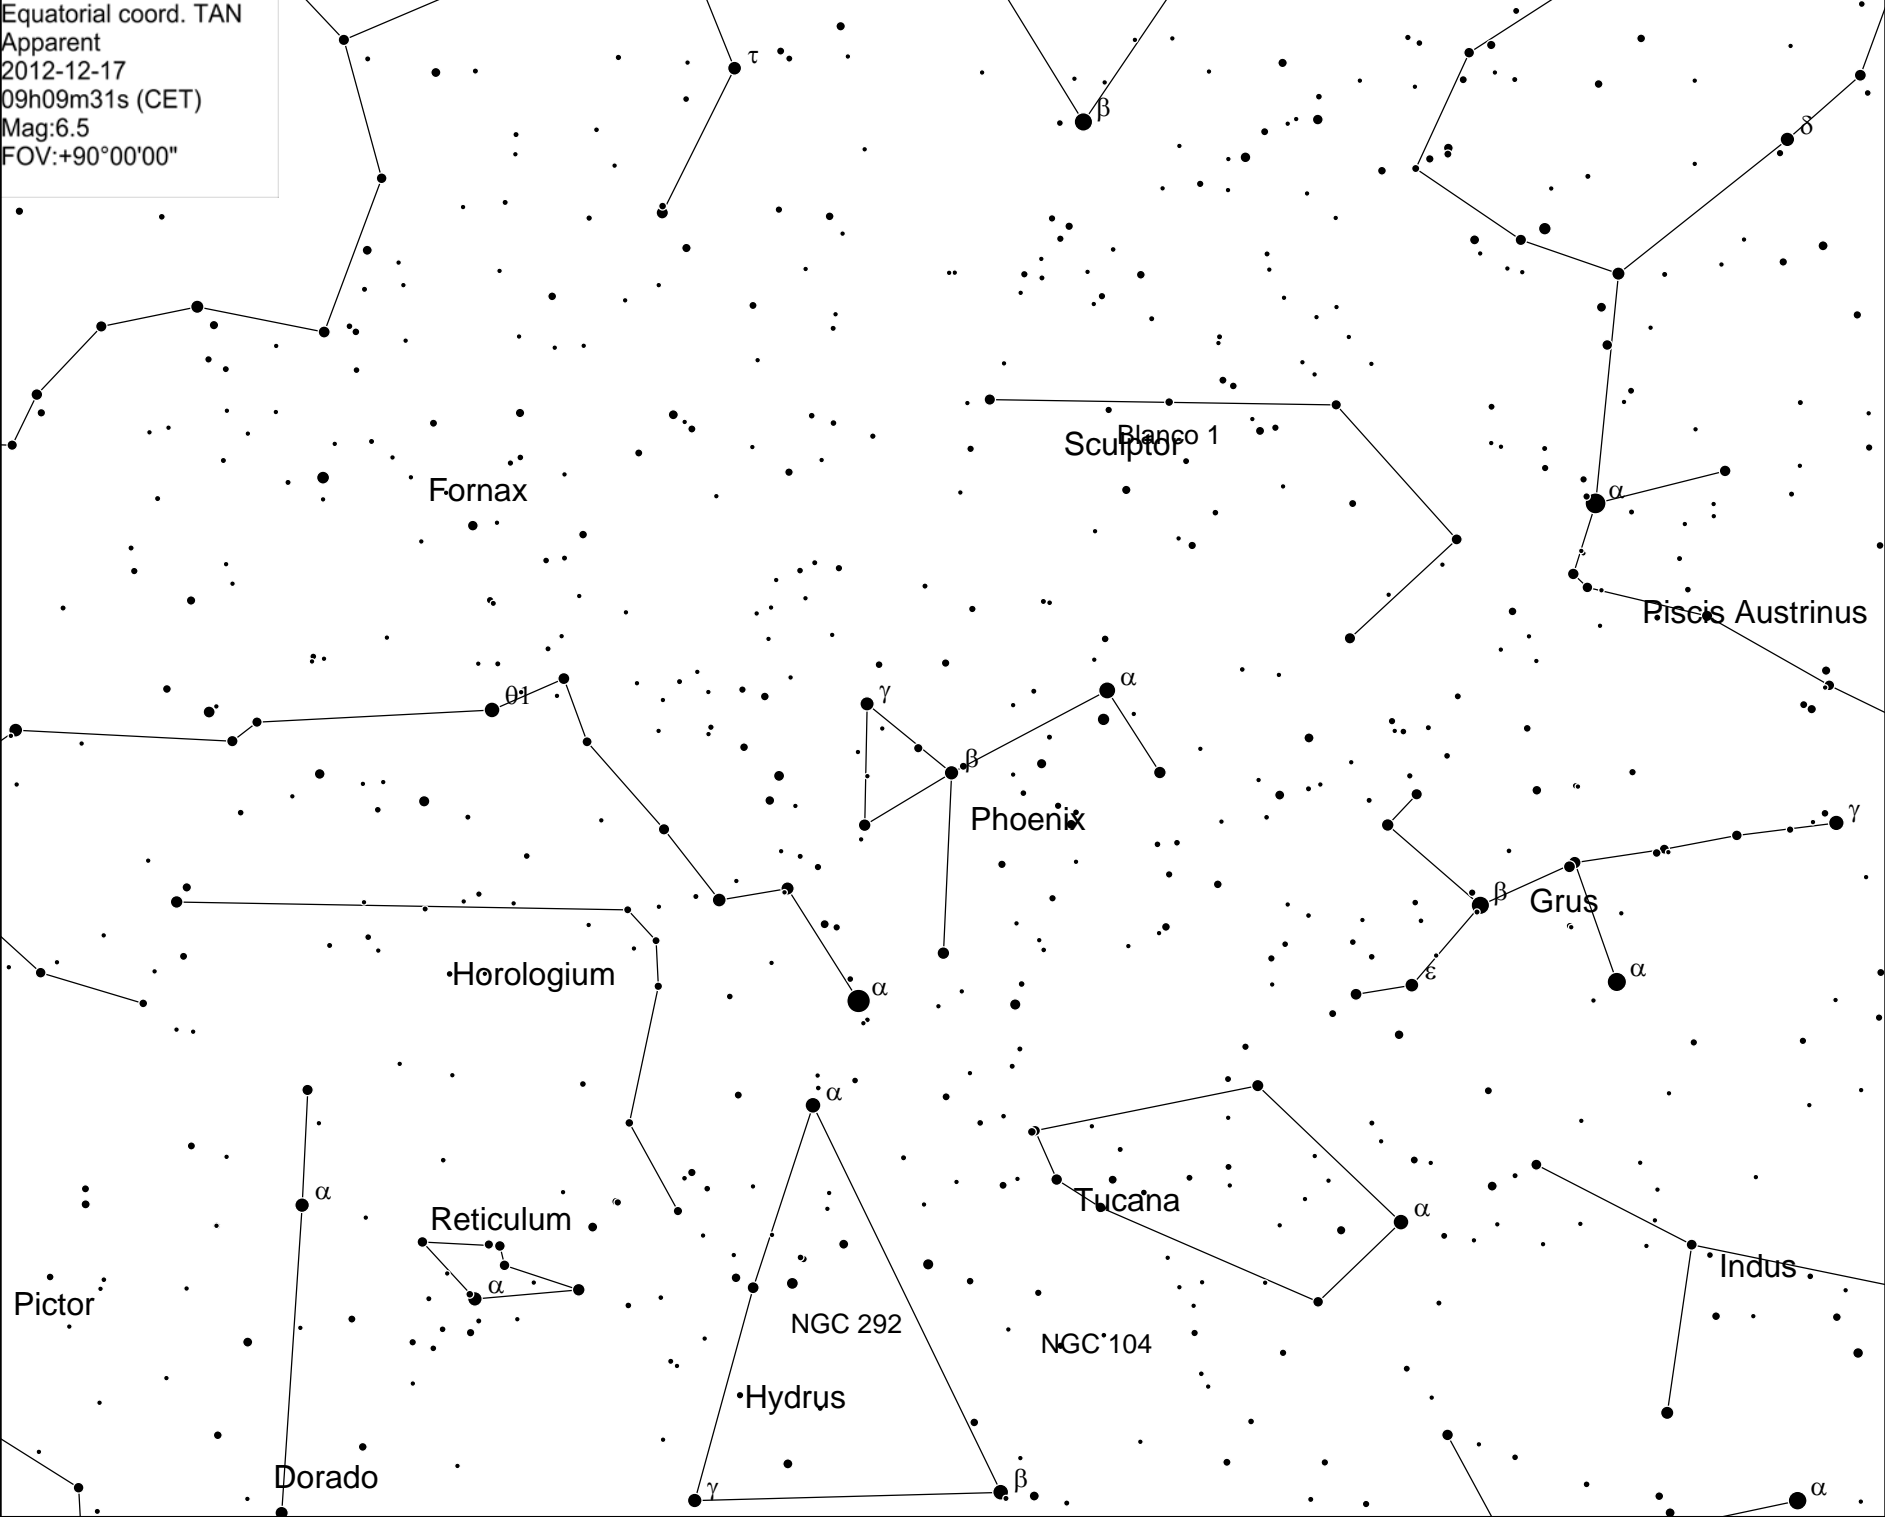 Equatorial coord. TAN
Apparent
2012-12-17
09h09m31s (CET)
Mag:6.5
FOV:+90°00'00"
τ
β
δ
Blanco 1
Sculptor
Fornax
α
Piscis Austrinus
θ1
γ
α
β
Phoenix
γ
β
Grus
Horologium
α
ε
α
α
α
Reticulum
Tucana
α
Indus
α
Pictor
NGC 292
NGC 104
Hydrus
Dorado
γ
β
α